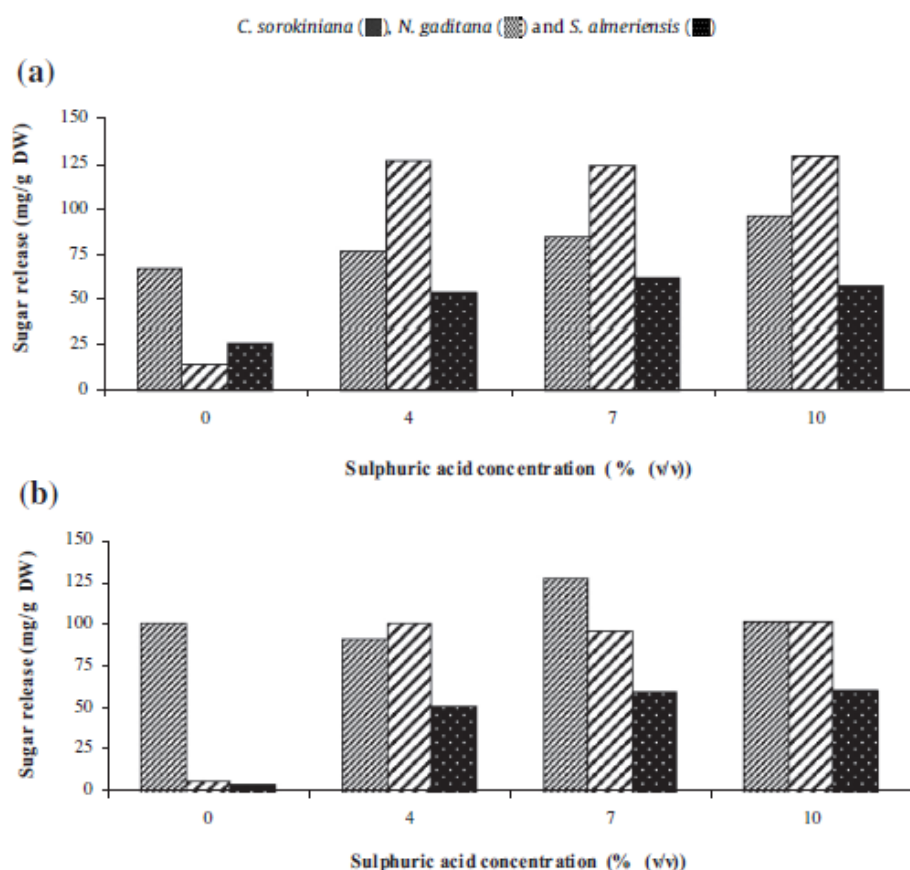 C. sorokiniana (), N. gaditana () and S. almeriensis ()
(a)
150
125
100
75
50
25
0
Sugar release (mg/g DW)
0 4 7 10
Sulphuric acid concentration ( % (v/v))
(b)
150
125
100
75
50
25
0
Sugar release (mg/g DW)
0 4 7 10
Sulphuric acid concentration (% (v/v))